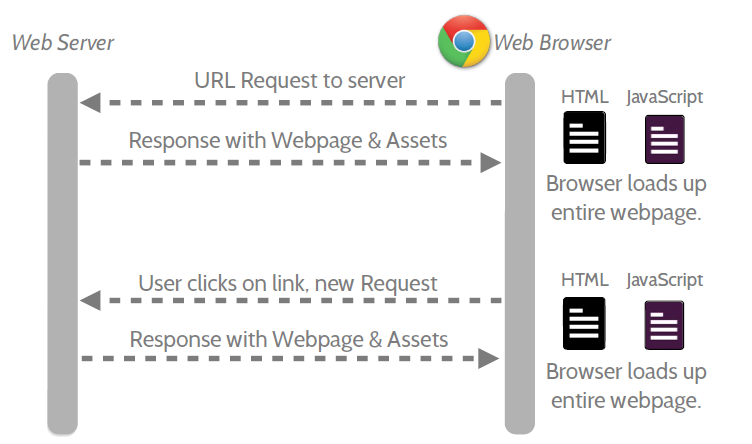 Web Server
Web Browser
URL Request to server
HTML JavaScript
Response with Webpage & Assets
Browser loads up
entire webpage.
User clicks on link, new Request
HTML JavaScript
Response with Webpage & Assets
Browser loads up
entire webpage.